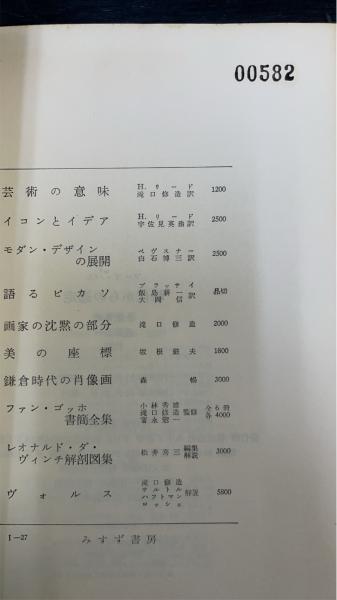 00582
芸術の意味 H. リード 滝口修造訳 1200
イコンとイデア H. リード 宇佐見英治訳 2500
モダン・デザインの展開 ペヴスナー 白石博三訳 2500
語るピカソ ブラッサイ 飯島耕一 大岡信訳 品切
画家の沈黙の部分 滝口修造 2000
美の座標 坂根厳夫 1800
鎌倉時代の肖像画 森暢 3000
ファン・ゴッホ書簡全集 小林秀雄 滝口修造 富永惣一 監修 全6冊 各4000
レオナルド・ダ・ヴィンチ解剖図集 松井喜三 編集 解説 3000
ヴォルス 滝口修造 サルトル ハフトマン ロッシェ 解説 5800
I—27 みすず書房